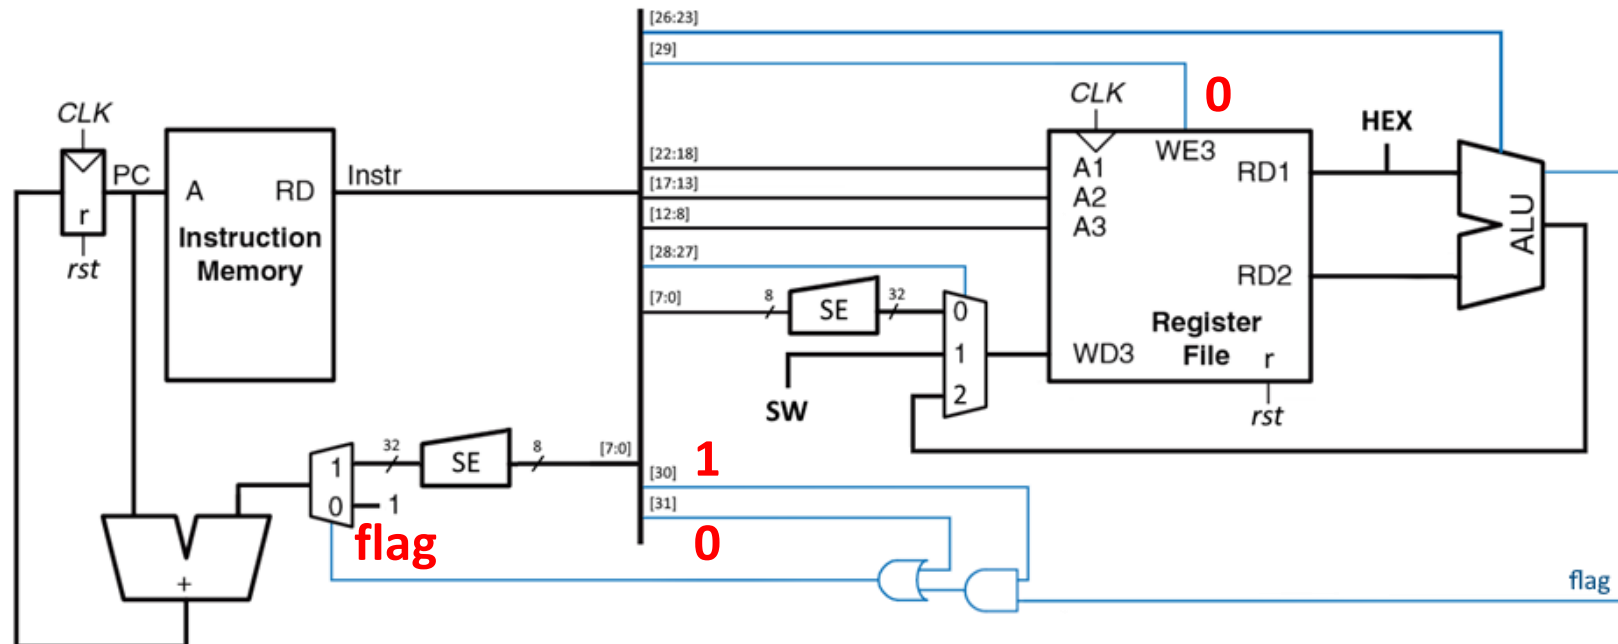 [26:23]
[29]
0
CLK
CLK
HEX
PC
A
RD
Instr
r
rst
Instruction
Memory
[22:18]
[17:13]
[12:8]
[28:27]
[7:0]
8
SE
32
0
1
2
SW
A1
A2
A3
WE3
RD1
RD2
WD3
Register
File
r
rst
ALU
1
0
32
SE
8
[7:0]
1
flag
[30]
1
[31]
0
+
flag